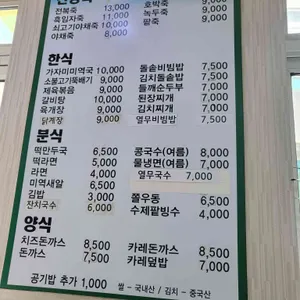 전복죽 13,000 호박죽 9,000
흑임자죽 11,000 녹두죽 9,000
쇠고기야채죽 10,000 팥죽 9,000
야채죽 8,000
한식
가자미미역국 10,000 돌솥비빔밥 7,500
소불고기뚝배기 9,000 김치돌솥밥 7,500
제육볶음 9,000 들깨순두부 7,000
갈비탕 10,000 된장찌개 7,000
육개장 9,000 김치찌개 7,000
닭계장 9,000 열무비빔밥 7,500
분식
떡만두국 6,500 콩국수(여름) 8,000
떡라면 5,000 물냉면(여름) 7,000
라면 4,000 열무국수 7,000
미역새알 6,500
김밥 3,000 쫄우동 6,500
잔치국수 6,000 수제팥빙수 4,000
양식
치즈돈까스 8,500 카레돈까스 8,500
돈까스 7,500 카레덮밥 7,000
공기밥 추가 1,000 쌀 - 국내산 / 김치 - 중국산